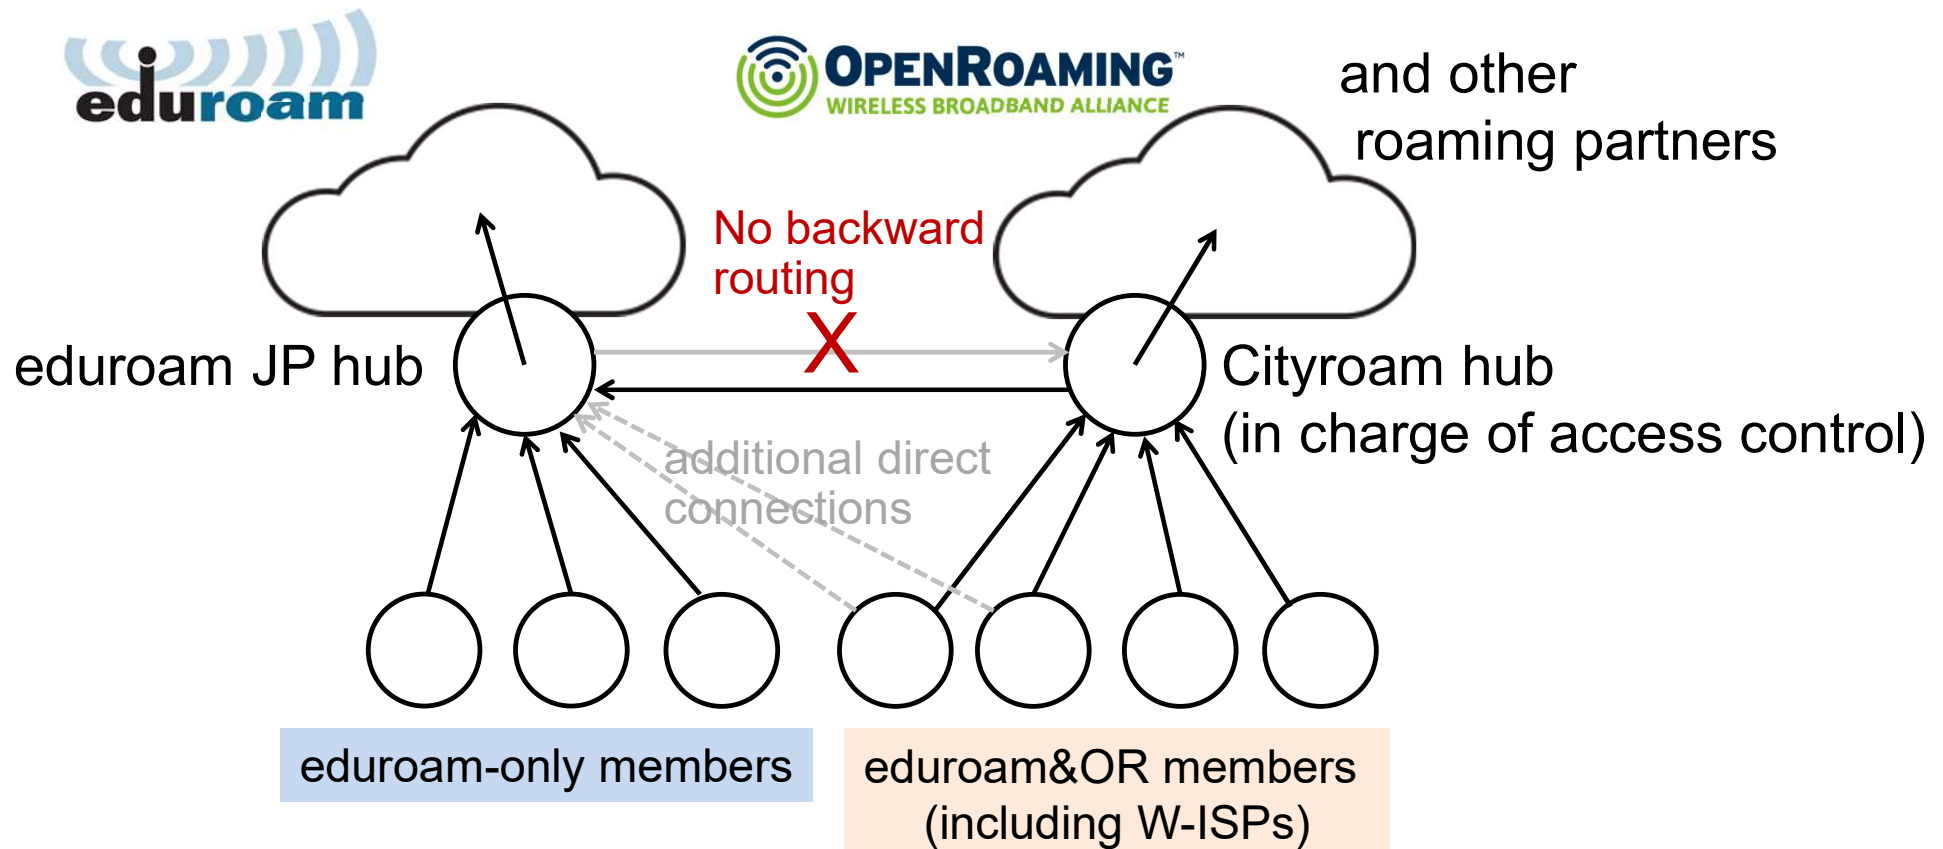 eduroam
OPENROAMING™
WIRELESS BROADBAND ALLIANCE
and other
roaming partners
No backward
routing
X
eduroam JP hub
Cityroam hub
(in charge of access control)
additional direct
connections
eduroam-only members
eduroam&OR members
(including W-ISPs)